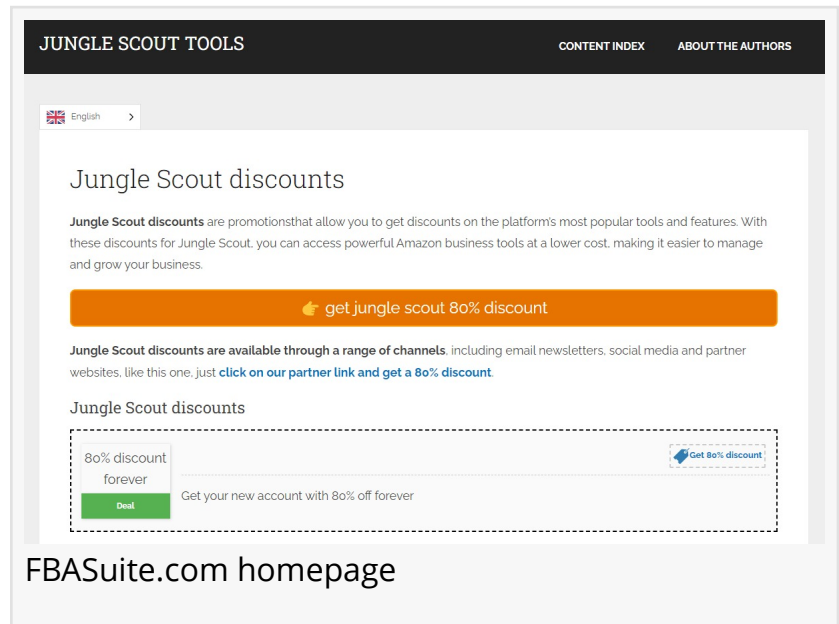 JUNGLE SCOUT TOOLS
CONTENT INDEX ABOUT THE AUTHORS
English
Jungle Scout discounts
Jungle Scout discounts are promotionsthat allow you to get discounts on the platform's most popular tools and features. With
these discounts for Jungle Scout, you can access powerful Amazon business tools at a lower cost, making it easier to manage
and grow your business.
👉 get jungle scout 80% discount
Jungle Scout discounts are available through a range of channels, including email newsletters, social media and partner
websites, like this one, just click on our partner link and get a 80% discount.
Jungle Scout discounts
80% discount
forever
Deal
Get 80% discount
Get your new account with 80% off forever
FBASuite.com homepage